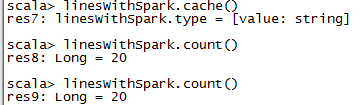 scala> linesWithSpark.cache()
res7: linesWithSpark.type = [value: string]
scala> linesWithSpark.count()
res8: Long = 20
scala> linesWithSpark.count()
res9: Long = 20